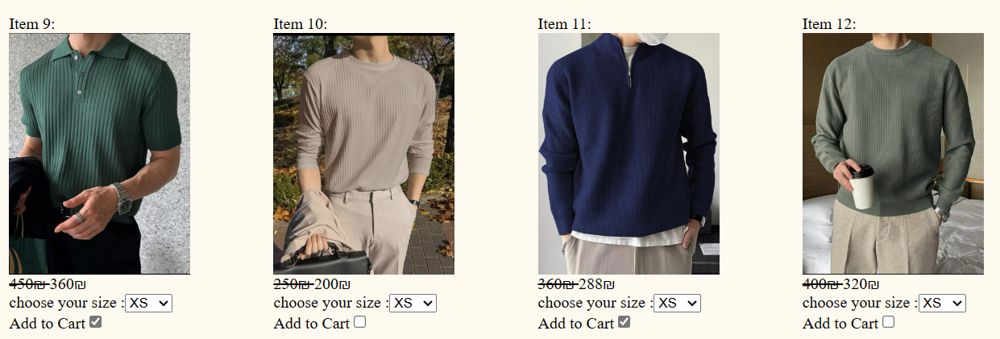 Item 9:
450₪ 360₪
choose your size : XS
Add to Cart
Item 10:
250₪ 200₪
choose your size : XS
Add to Cart
Item 11:
360₪ 288₪
choose your size : XS
Add to Cart
Item 12:
400₪ 320₪
choose your size : XS
Add to Cart